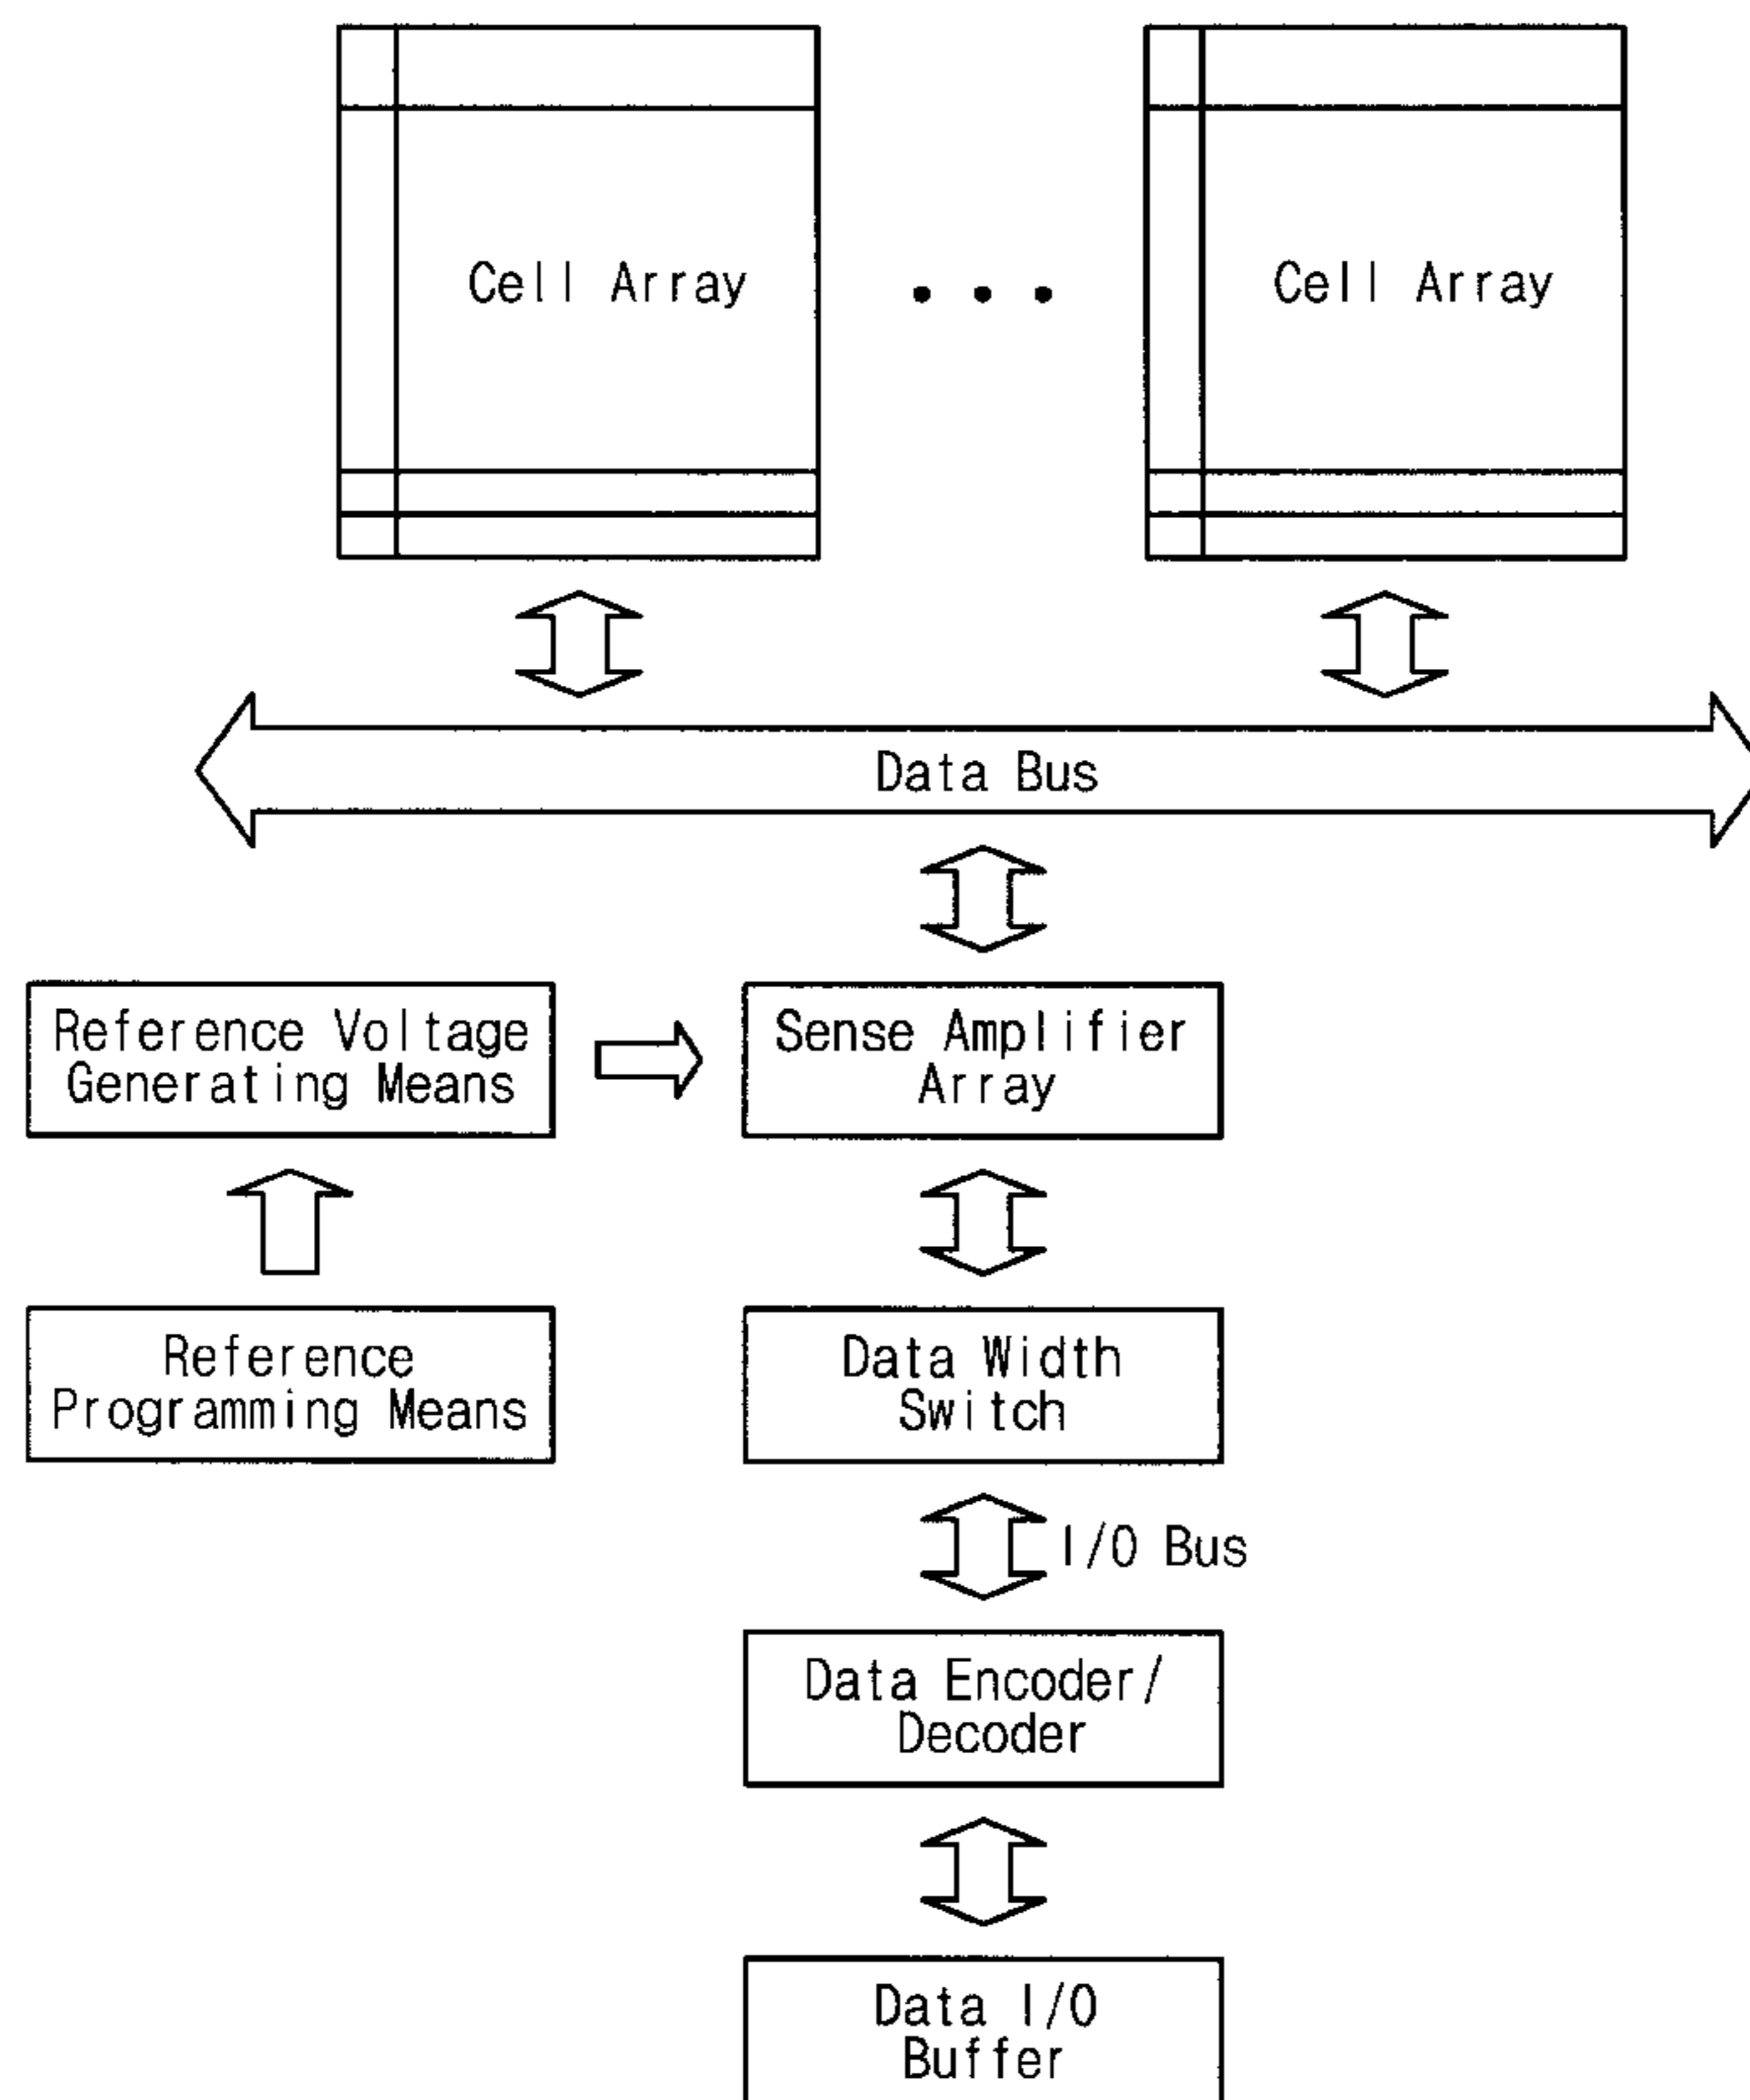 Cell Array
Cell Array
Data Bus
Reference Voltage
Generating Means
Sense Amplifier
Array
Reference
Programming Means
Data Width
Switch
I/O Bus
Data Encoder/
Decoder
Data I/O
Buffer